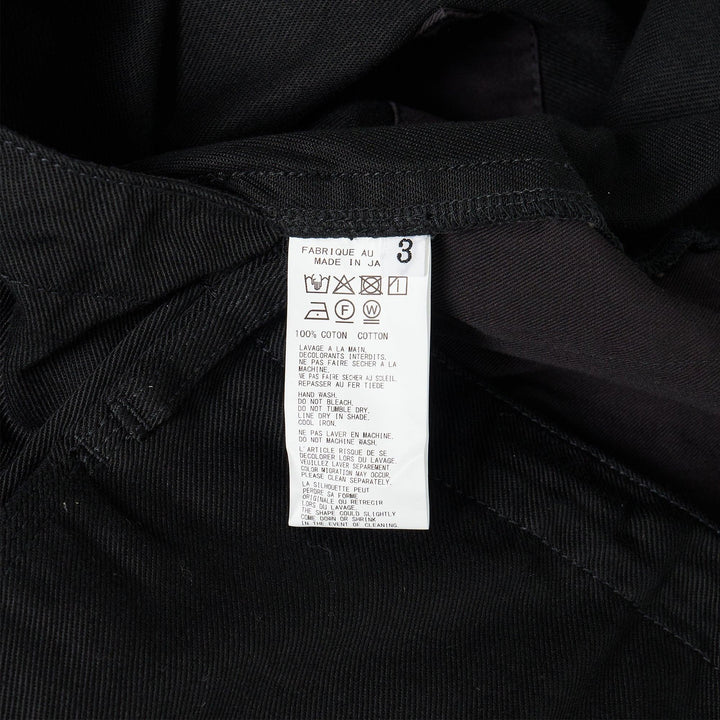 FABRIQUE AU
MADE IN JA
3
F W
100% COTON COTTON
LAVAGE A LA MAIN.
DECOLORANTS INTERDITS.
NE PAS FAIRE SECHER A LA
MACHINE.
NE PAS FAIRE SECHER AU SOLEIL
REPASSER AU FER TIEDE
HAND WASH.
DO NOT BLEACH.
DO NOT TUMBLE DRY.
LINE DRY IN SHADE.
COOL IRON.
NE PAS LAVER EN MACHINE.
DO NOT MACHINE WASH.
L'ARTICLE RISQUE DE SE
DECOLORER LORS DU LAVAGE.
VEUILLEZ LAVER SEPAREMENT
COLOR MIGRATION MAY OCCUR.
PLEASE CLEAN SEPARATELY.
LA SILHOUETTE PEUT
PERDRE SA FORME
ORIGINALE OU RETRECIR
LORS DU LAVAGE.
THE SHAPE COULD SLIGHTLY
COME DOWN OR SHRINK
IN THE EVENT OF CLEANING.